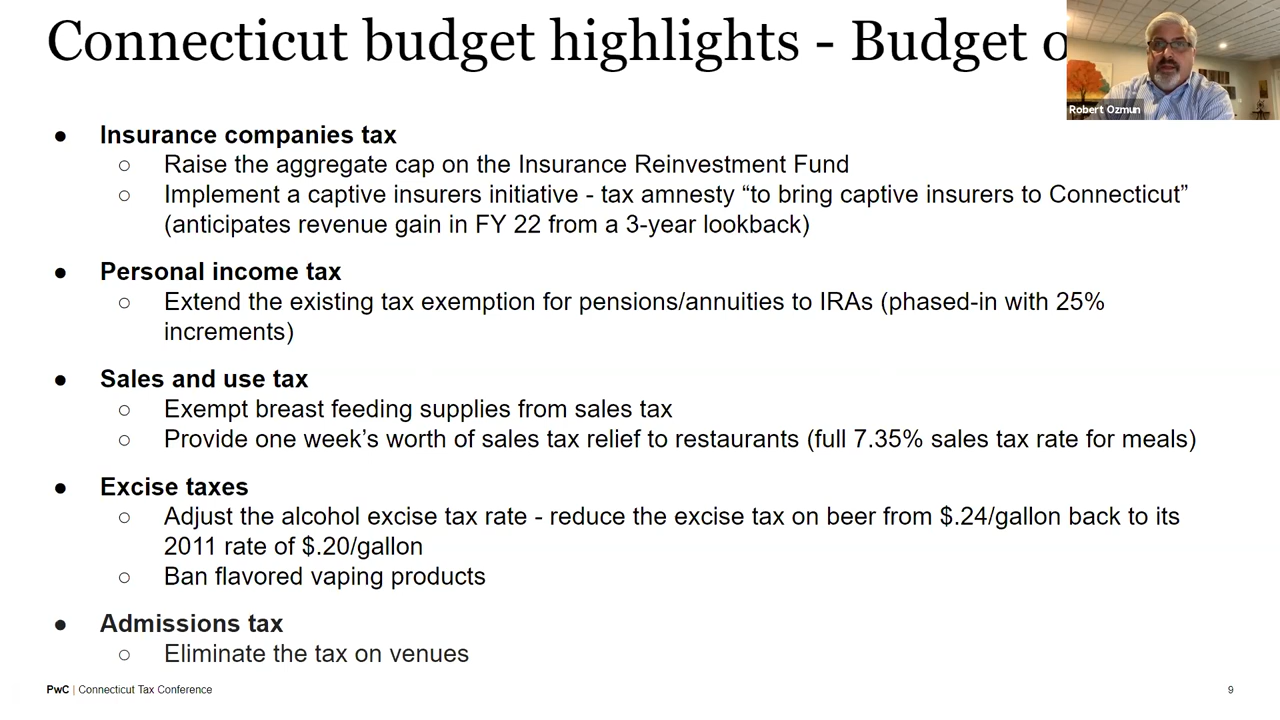 Connecticut budget highlights - Budget
Robert Ozmun
● Insurance companies tax
○ Raise the aggregate cap on the Insurance Reinvestment Fund
○ Implement a captive insurers initiative - tax amnesty “to bring captive insurers to Connecticut”
(anticipates revenue gain in FY 22 from a 3-year lookback)
● Personal income tax
○ Extend the existing tax exemption for pensions/annuities to IRAs (phased-in with 25%
increments)
● Sales and use tax
○ Exempt breast feeding supplies from sales tax
○ Provide one week’s worth of sales tax relief to restaurants (full 7.35% sales tax rate for meals)
● Excise taxes
○ Adjust the alcohol excise tax rate - reduce the excise tax on beer from $.24/gallon back to its
2011 rate of $.20/gallon
○ Ban flavored vaping products
● Admissions tax
○ Eliminate the tax on venues
PwC | Connecticut Tax Conference
9